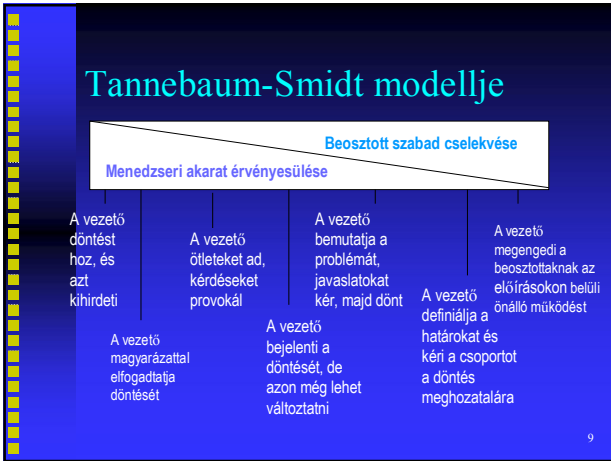 Tannebaum-Smidt modellje
Beosztott szabad cselekvése
Menedzseri akarat érvényesülése
A vezető
döntést
hoz, és
azt
kihirdeti
A vezető
magyarázattal
elfogadtatja
döntését
A vezető
ötleteket ad,
kérdéseket
provokál
A vezető
bejelenti a
döntését, de
azon még lehet
változtatni
A vezető
bemutatja a
problémát,
javaslatokat
kér, majd dönt
A vezető
definiálja a
határokat és
kéri a csoportot
a döntés
meghozatalára
A vezető
megengedi a
beosztottaknak az
előírásokon belüli
önálló működést
9